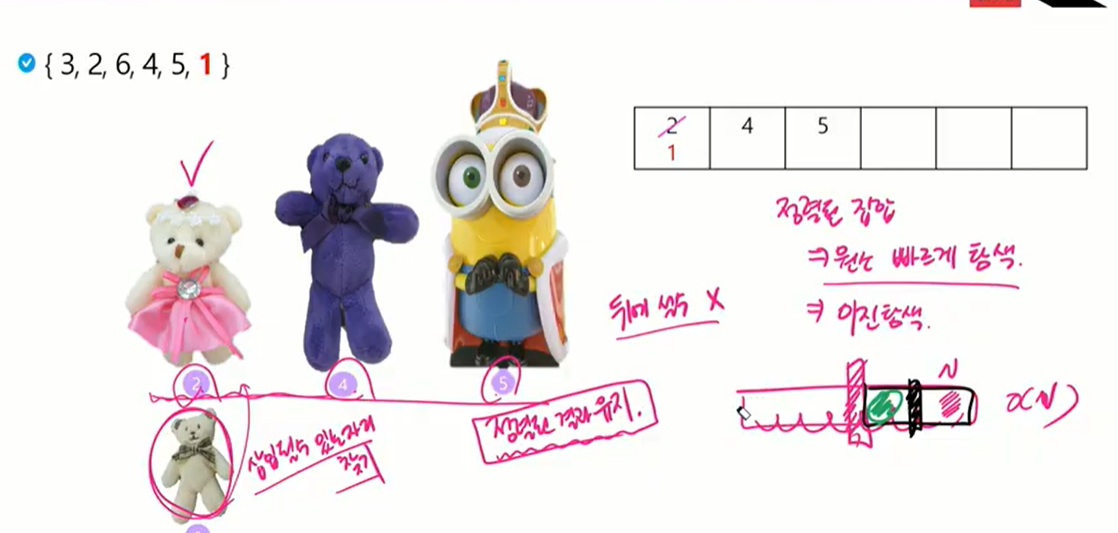 { 3, 2, 6, 4, 5, 1 }
2 4 5
1
정렬된 집합
⇒ 원소 빠르게 탐색.
⇒ 이진탐색.
뒤에 X
2 4 5
정렬된 결과 유지.
삽입될 수 있는 자리
찾기
N
O(N)